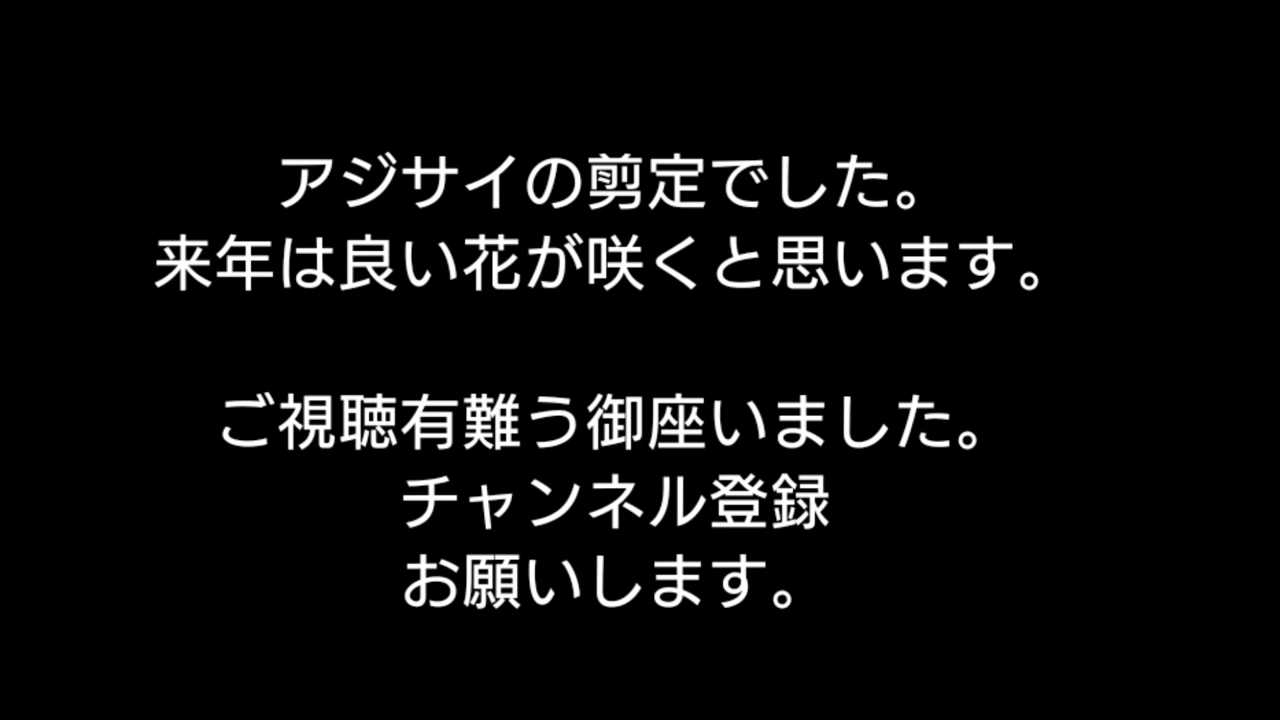 アジサイの剪定でした。
来年は良い花が咲くと思います。
ご視聴有難う御座いました。
チャンネル登録
お願いします。